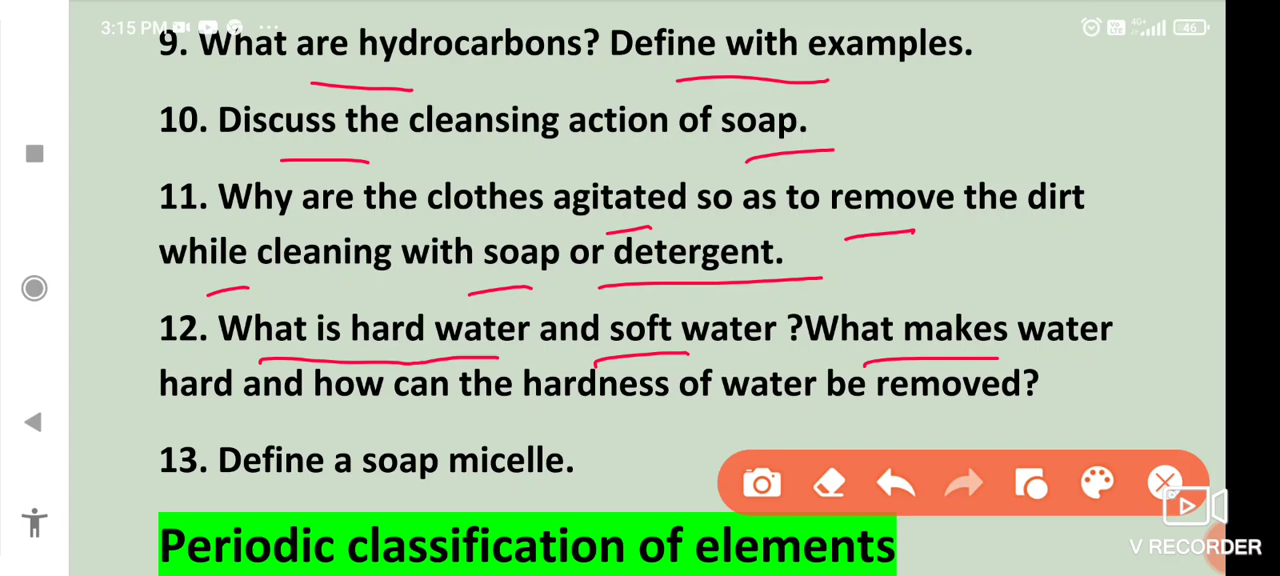 3:15 PM
46
9. What are hydrocarbons? Define with examples.
10. Discuss the cleansing action of soap.
11. Why are the clothes agitated so as to remove the dirt
while cleaning with soap or detergent.
12. What is hard water and soft water ?What makes water
hard and how can the hardness of water be removed?
13. Define a soap micelle.
Periodic classification of elements
V RECORDER